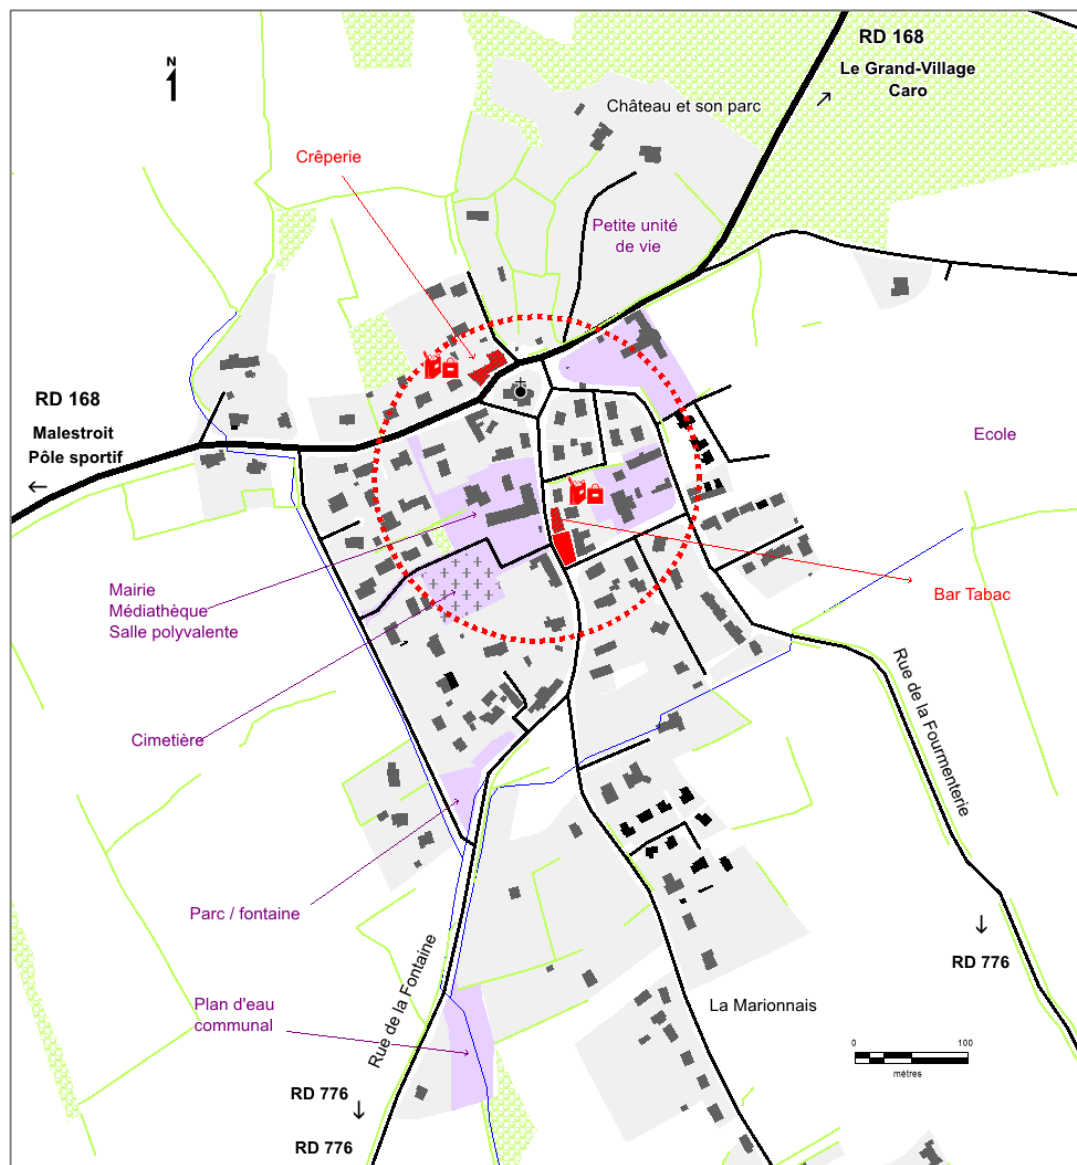 RD 168
Le Grand-Village
Caro
N
Château et son parc
Crêperie
Petite unité
de vie
RD 168
Malestroit
Pôle sportif
Ecole
Mairie
Médiathèque
Salle polyvalente
Bar Tabac
Cimetière
Rue de la Fourmenterie
Parc / fontaine
RD 776
Rue de la Fontaine
Plan d'eau
communal
La Marionnais
0 100
mètres
RD 776
RD 776